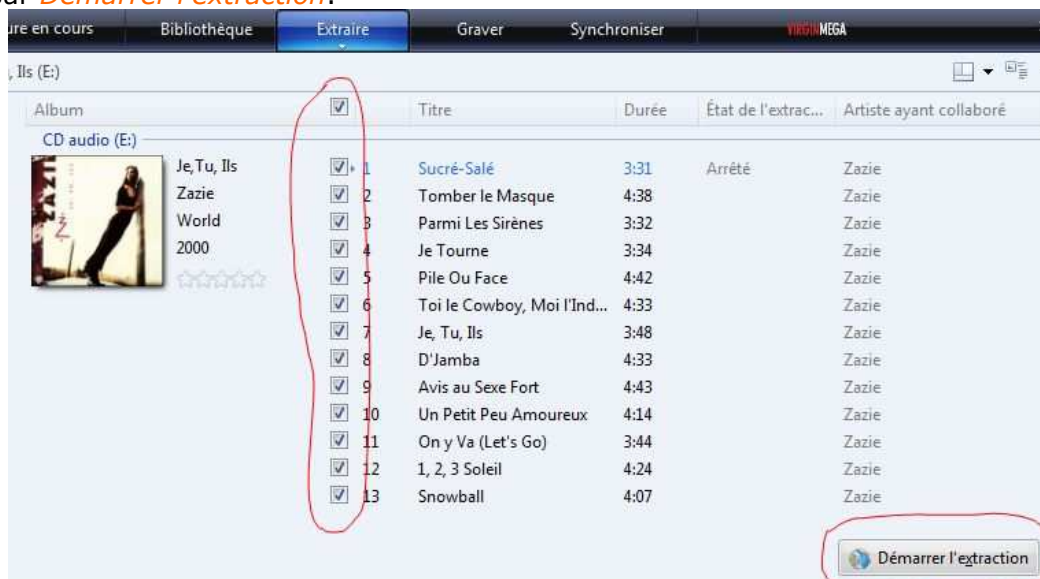 ur Démarrer l'extraction.
ure en cours Bibliothèque Extraire Graver Synchroniser VIRGINMEGA
, Ils (E:)
Album Titre Durée État de l'extrac... Artiste ayant collaboré
CD audio (E:)
ZAZIE
Je,Tu, Ils
Zazie
World
2000
1 Sucré-Salé 3:31 Arrêté Zazie
2 Tomber le Masque 4:38 Zazie
3 Parmi Les Sirènes 3:32 Zazie
4 Je Tourne 3:34 Zazie
5 Pile Ou Face 4:42 Zazie
6 Toi le Cowboy, Moi l'Ind... 4:33 Zazie
7 Je, Tu, Ils 3:48 Zazie
8 D'Jamba 4:33 Zazie
9 Avis au Sexe Fort 4:43 Zazie
10 Un Petit Peu Amoureux 4:14 Zazie
11 On y Va (Let's Go) 3:44 Zazie
12 1, 2, 3 Soleil 4:24 Zazie
13 Snowball 4:07 Zazie
Démarrer l'extraction